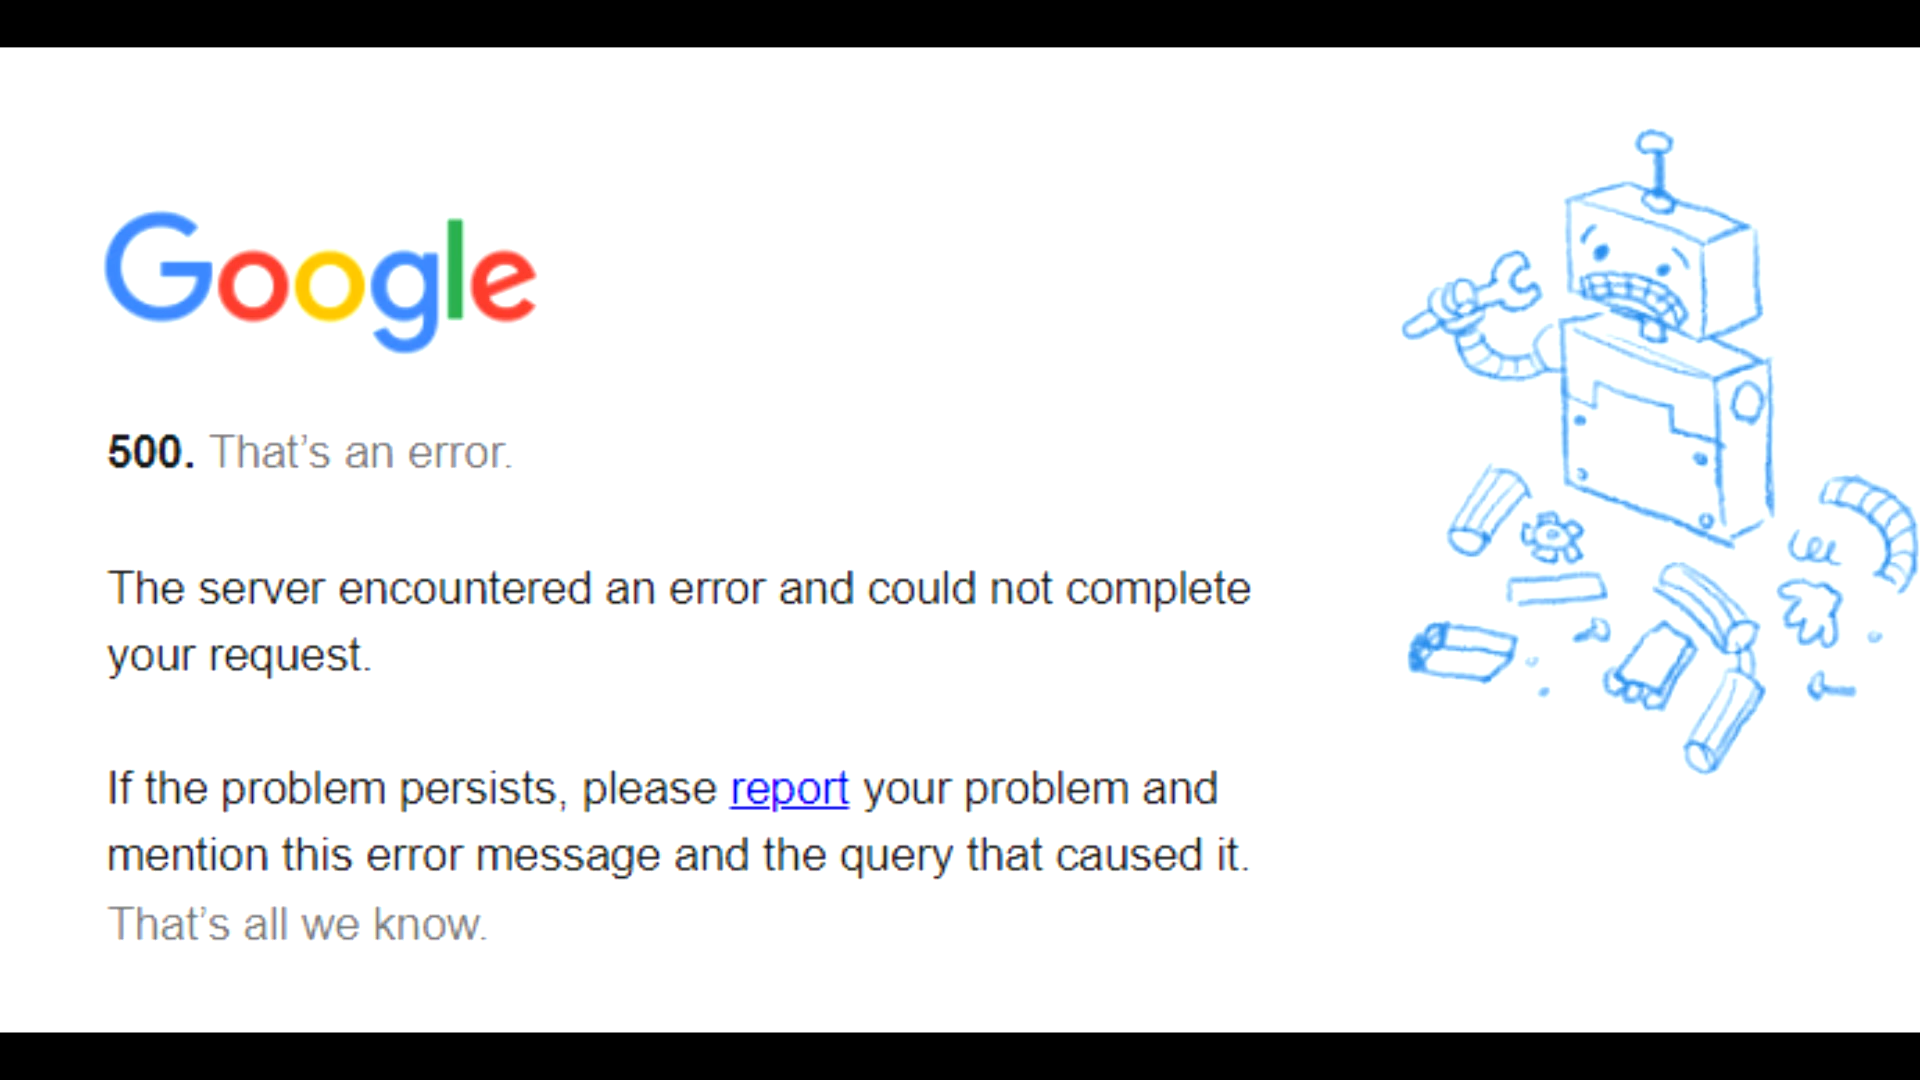 Google
500. That’s an error.
The server encountered an error and could not complete
your request.
If the problem persists, please report your problem and
mention this error message and the query that caused it.
That’s all we know.